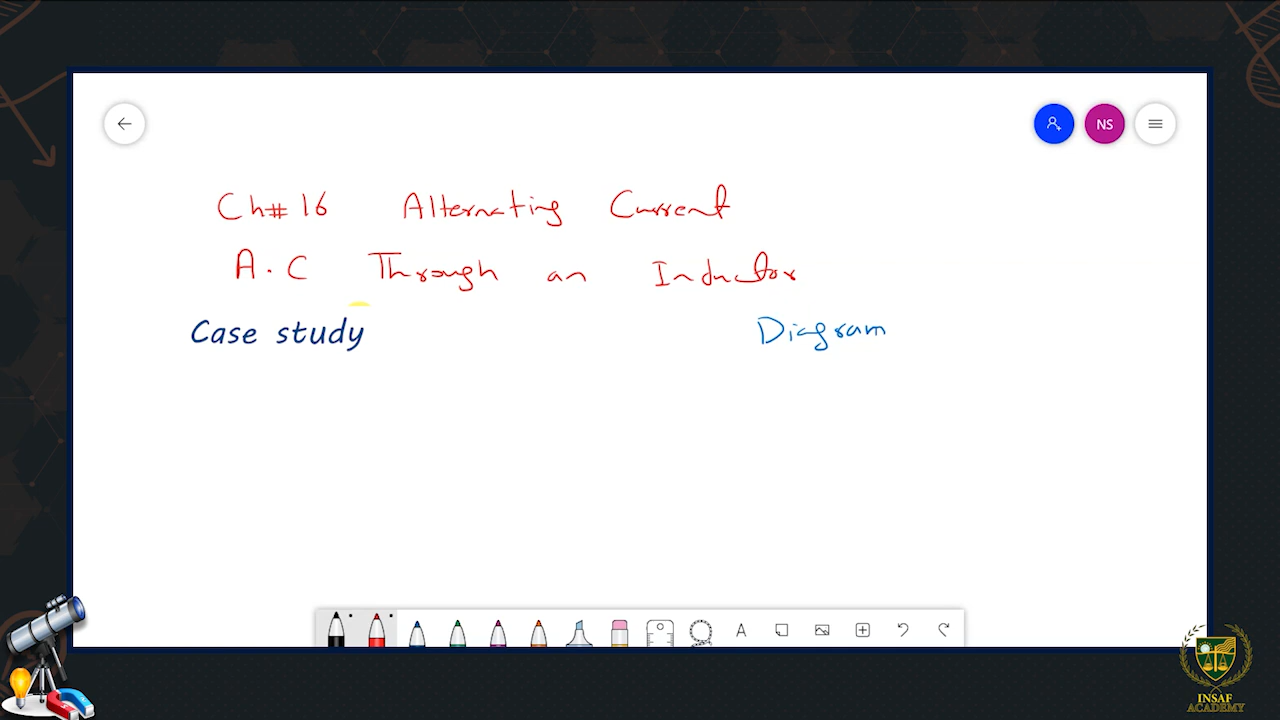 NS
Ch# 16 Alternating Current
A.C Through an Inductor
Case study
Diagram
A
INSAF
ACADEMY